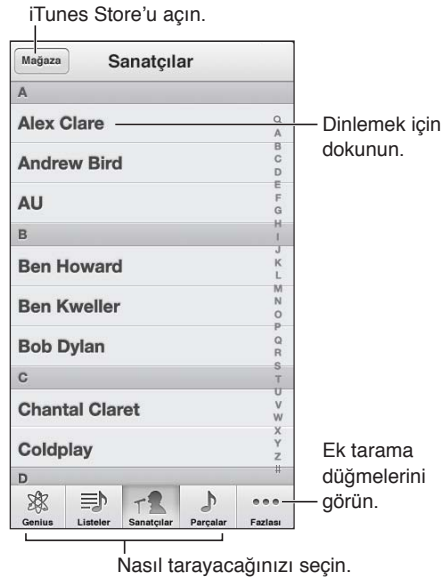 iTunes Store'u açın.
Mağaza
Sanatçılar
A
Alex Clare
Dinlemek için
dokunun.
Andrew Bird
AU
B
Ben Howard
Ben Kweller
Bob Dylan
C
Chantal Claret
Coldplay
D
Q
A
B
C
D
E
F
G
H
I
J
K
L
M
N
O
P
Q
R
S
T
U
V
W
X
Y
Z
#
Ek tarama
düğmelerini
görün.
Genius
Listeler
Sanatçılar
Parçalar
Fazlası
Nasıl tarayacağınızı seçin.